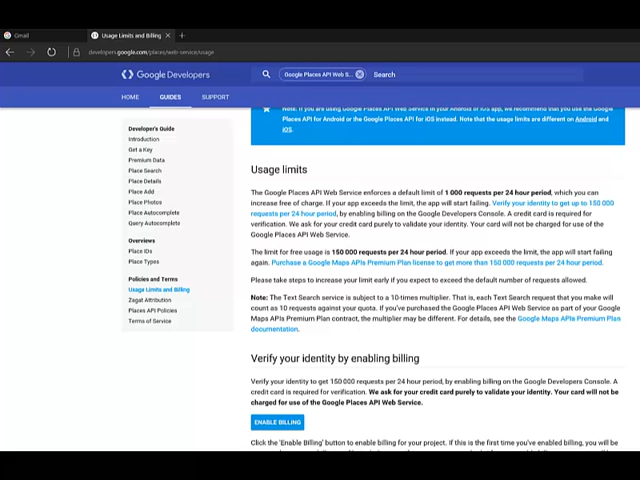 Gmail
Usage Limits and Billing
developers.google.com/places/web-service/usage
Google Developers
Google Places API Web S...
Search
HOME
GUIDES
SUPPORT
Note: If you are using Google Places API Web Service in your Android or iOS app, we recommend that you use the Google
Places API for Android or the Google Places API for iOS instead. Note that the usage limits are different on Android and
iOS.
Developer's Guide
Introduction
Get a Key
Premium Data
Place Search
Place Details
Place Add
Place Photos
Place Autocomplete
Query Autocomplete
Overviews
Place IDs
Place Types
Policies and Terms
Usage Limits and Billing
Zagat Attribution
Places API Policies
Terms of Service
Usage limits
The Google Places API Web Service enforces a default limit of 1 000 requests per 24 hour period, which you can
increase free of charge. If your app exceeds the limit, the app will start failing. Verify your identity to get up to 150 000
requests per 24 hour period, by enabling billing on the Google Developers Console. A credit card is required for
verification. We ask for your credit card purely to validate your identity. Your card will not be charged for use of the
Google Places API Web Service.
The limit for free usage is 150 000 requests per 24 hour period. If your app exceeds the limit, the app will start failing
again. Purchase a Google Maps APIs Premium Plan license to get more than 150 000 requests per 24 hour period.
Please take steps to increase your limit early if you expect to exceed the default number of requests allowed.
Note: The Text Search service is subject to a 10-times multiplier. That is, each Text Search request that you make will
count as 10 requests against your quota. If you've purchased the Google Places API Web Service as part of your Google
Maps APIs Premium Plan contract, the multiplier may be different. For details, see the Google Maps APIs Premium Plan
documentation.
Verify your identity by enabling billing
Verify your identity to get 150 000 requests per 24 hour period, by enabling billing on the Google Developers Console. A
credit card is required for verification. We ask for your credit card purely to validate your identity. Your card will not be
charged for use of the Google Places API Web Service.
ENABLE BILLING
Click the 'Enable Billing' button to enable billing for your project. If this is the first time you've enabled billing, you will be